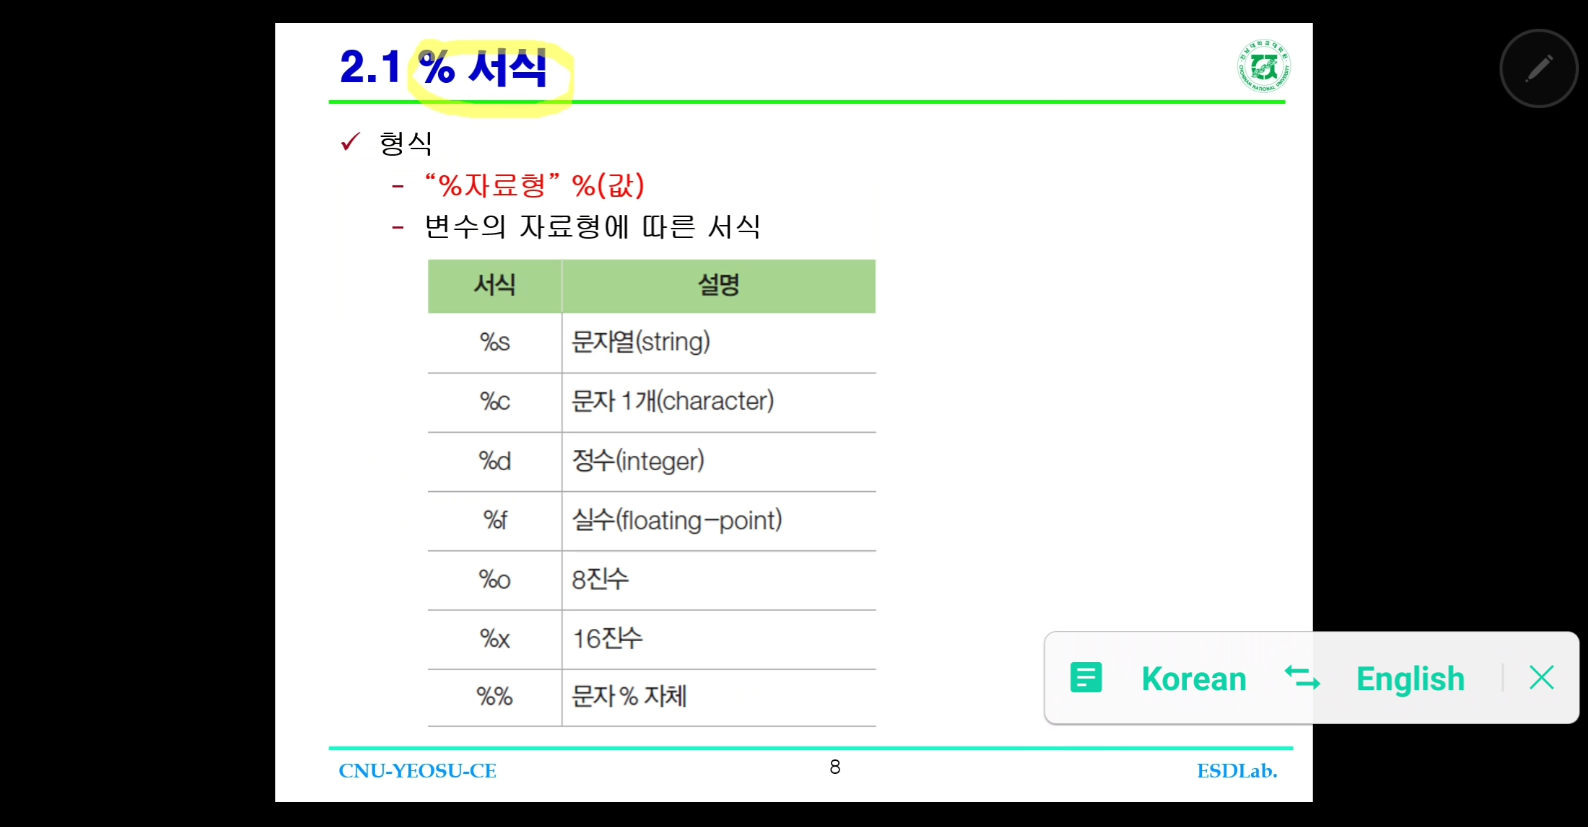 2.1 % 서식
✓ 형식
- “%자료형” %(값)
- 변수의 자료형에 따른 서식
서식 설명
%s 문자열(string)
%c 문자 1개(character)
%d 정수(integer)
%f 실수(floating-point)
%o 8진수
%x 16진수
%% 문자 % 자체
Korean English
CNU-YEOSU-CE 8 ESDLab.